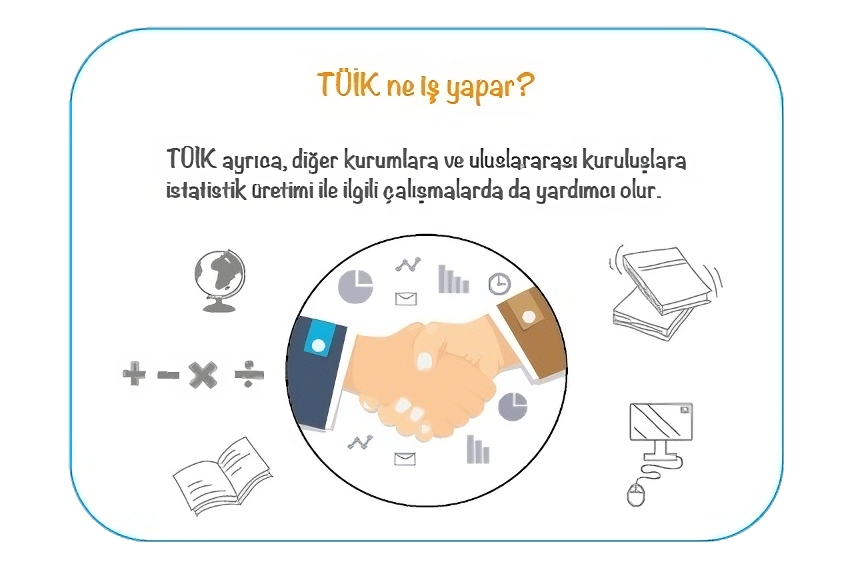 TÜİK ne iş yapar?
TÜİK ayrıca, diğer kurumlara ve uluslararası kuruluşlara
istatistik üretimi ile ilgili çalışmalarda da yardımcı olur.
+ - × ÷